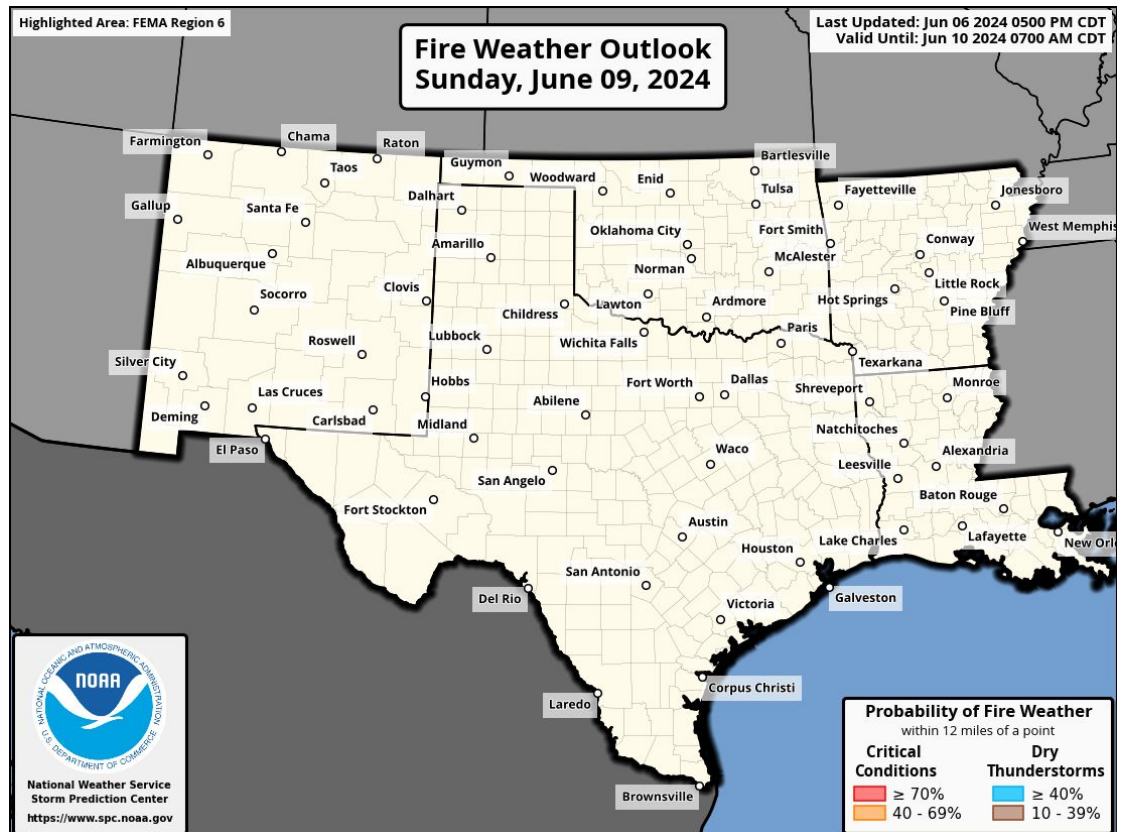 Highlighted Area: FEMA Region 6
Last Updated: Jun 06 2024 0500 PM CDT
Valid Until: Jun 10 2024 0700 AM CDT
Fire Weather Outlook
Sunday, June 09, 2024
Farmington
Chama
Raton
Taos
Guymon
Woodward
Enid
Bartlesville
Tulsa
Fayetteville
Jonesboro
Gallup
Santa Fe
Dalhart
Oklahoma City
Fort Smith
West Memphis
Albuquerque
Amarillo
Norman
McAlester
Conway
Socorro
Clovis
Childress
Lawton
Ardmore
Hot Springs
Little Rock
Pine Bluff
Roswell
Lubbock
Wichita Falls
Paris
Texarkana
Silver City
Las Cruces
Hobbs
Fort Worth
Dallas
Shreveport
Monroe
Deming
Carlsbad
Midland
Abilene
Natchitoches
El Paso
San Angelo
Waco
Leesville
Alexandria
Fort Stockton
Austin
Baton Rouge
Houston
Lake Charles
Lafayette
New Orl
San Antonio
Del Rio
Victoria
Galveston
Laredo
Corpus Christi
Brownsville
NATIONAL OCEANIC AND ATMOSPHERIC ADMINISTRATION
NOAA
U.S. DEPARTMENT OF COMMERCE
National Weather Service
Storm Prediction Center
https://www.spc.noaa.gov
Probability of Fire Weather
within 12 miles of a point
Critical Conditions
≥ 70%
40 - 69%
Dry Thunderstorms
≥ 40%
10 - 39%